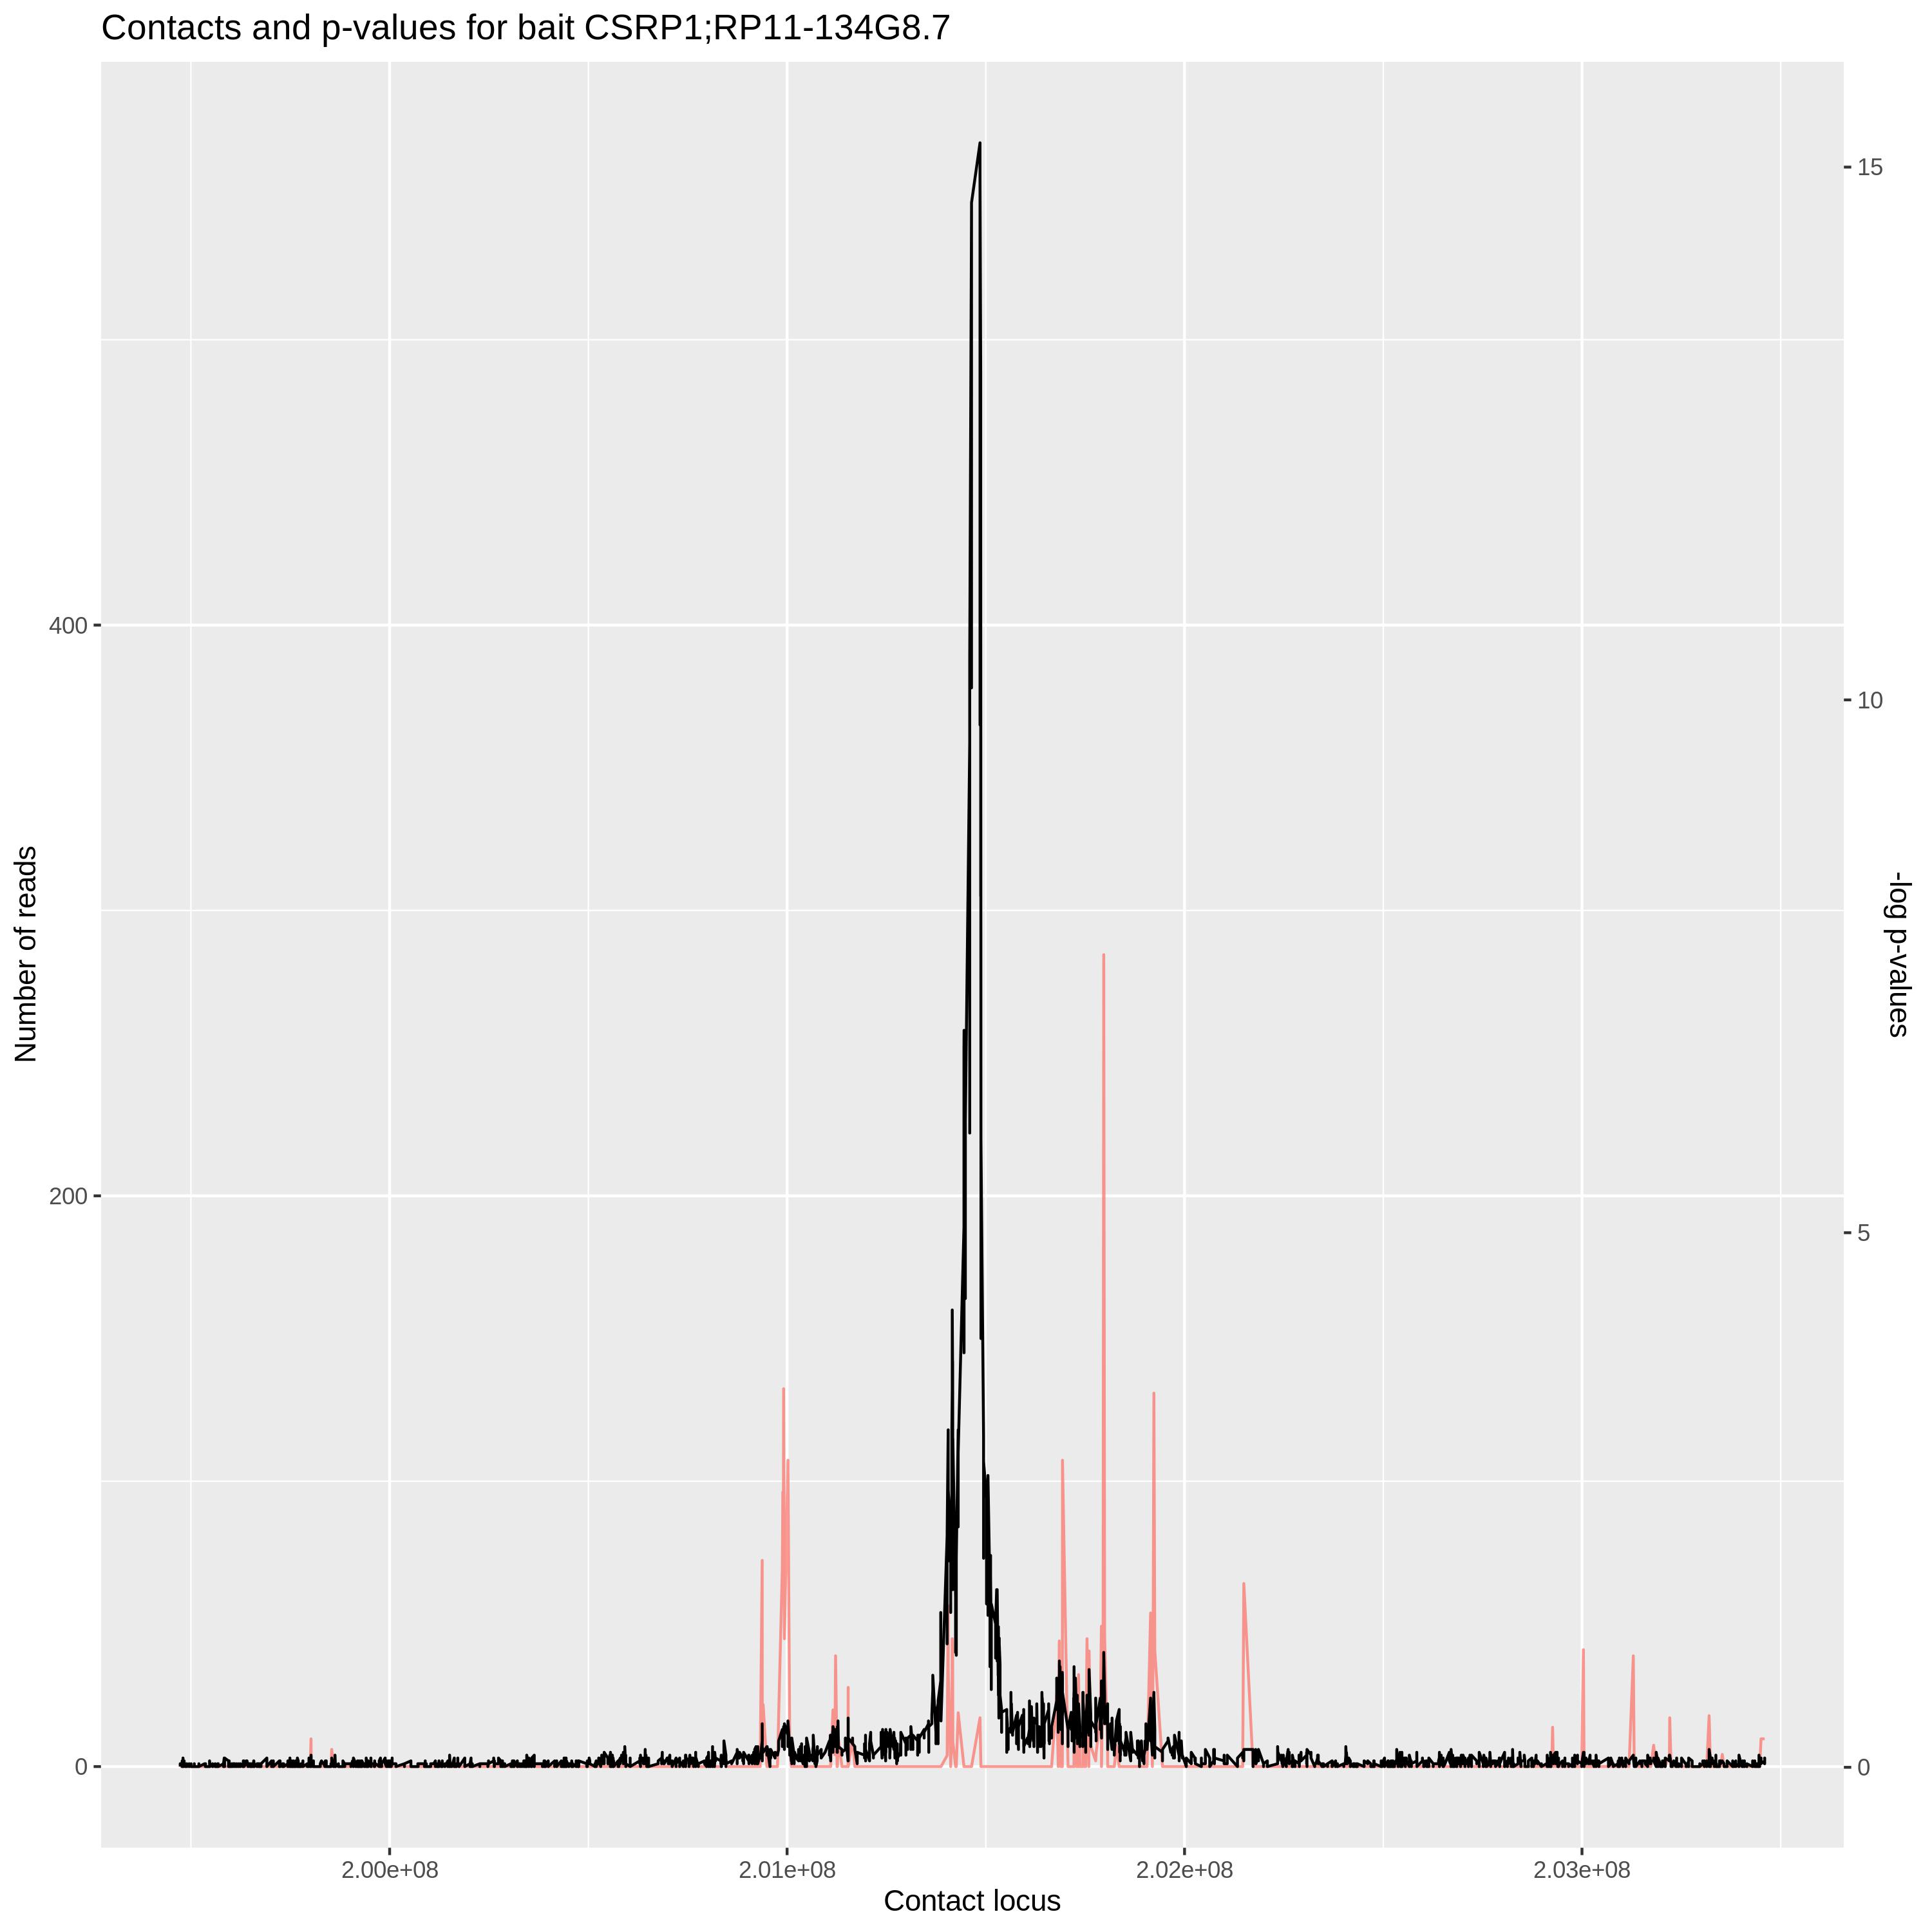 Contacts and p-values for bait CSRP1;RP11-134G8.7
15
400
10
Number of reads
-log p-values
200
5
0
0
2.00e+08
2.01e+08
2.02e+08
2.03e+08
Contact locus